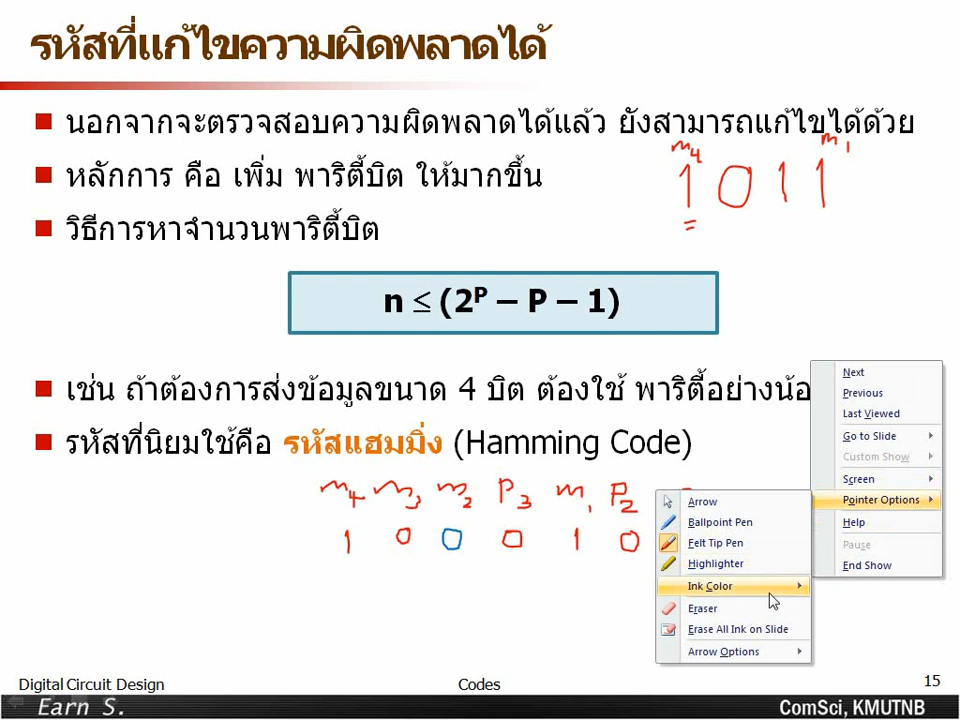 รหัสที่แก้ไขความผิดพลาดได้
นอกจากจะตรวจสอบความผิดพลาดได้แล้ว ยังสามารถแก้ไขได้ด้วย
m4 m1
หลักการ คือ เพิ่ม พาริตี้บิต ให้มากขึ้น
1 0 1 1
วิธีการหาจำนวนพาริตี้บิต
n ≤ (2ᴾ – P – 1)
เช่น ถ้าต้องการส่งข้อมูลขนาด 4 บิต ต้องใช้ พาริตี้อย่างน้อ
รหัสที่นิยมใช้คือ รหัสแฮมมิ่ง (Hamming Code)
m4 m3 m2 P3 m1 P2
1 0 0 0 1 0
Next
Previous
Last Viewed
Go to Slide
Custom Show
Screen
Pointer Options
Help
Pause
End Show
Arrow
Ballpoint Pen
Felt Tip Pen
Highlighter
Ink Color
Eraser
Erase All Ink on Slide
Arrow Options
Digital Circuit Design
Codes
15
Earn S.
ComSci, KMUTNB